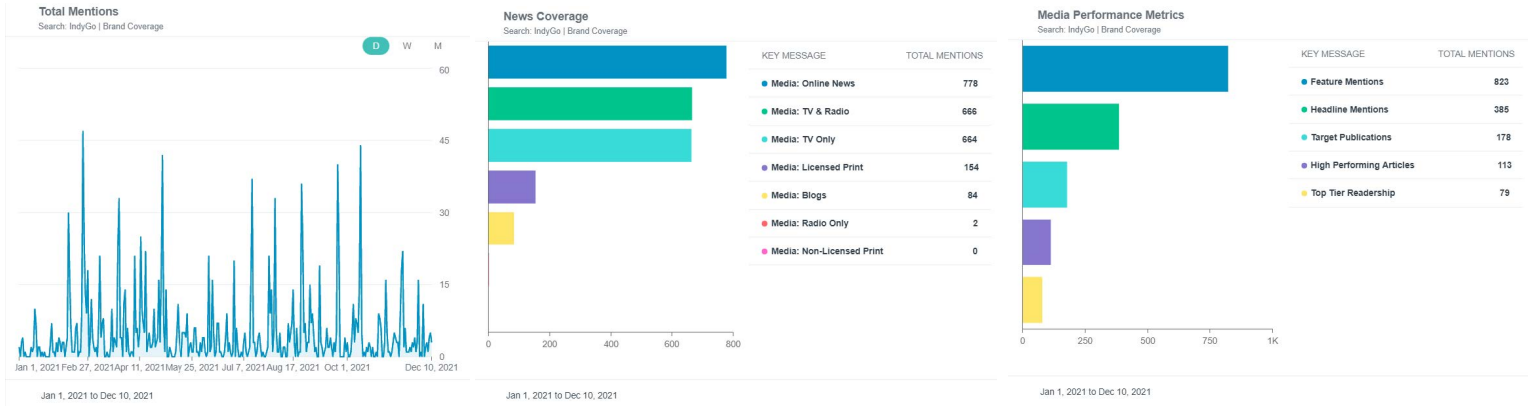 Total Mentions
Search: IndyGo | Brand Coverage
D W M
60
45
30
15
0
Jan 1, 2021 Feb 27, 2021 Apr 11, 2021 May 25, 2021 Jul 7, 2021 Aug 17, 2021 Oct 1, 2021 Dec 10, 2021
Jan 1, 2021 to Dec 10, 2021
News Coverage
Search: IndyGo | Brand Coverage
KEY MESSAGE TOTAL MENTIONS
Media: Online News 778
Media: TV & Radio 666
Media: TV Only 664
Media: Licensed Print 154
Media: Blogs 84
Media: Radio Only 2
Media: Non-Licensed Print 0
0 200 400 600 800
Jan 1, 2021 to Dec 10, 2021
Media Performance Metrics
Search: IndyGo | Brand Coverage
KEY MESSAGE TOTAL MENTIONS
Feature Mentions 823
Headline Mentions 385
Target Publications 178
High Performing Articles 113
Top Tier Readership 79
0 250 500 750 1K
Jan 1, 2021 to Dec 10, 2021